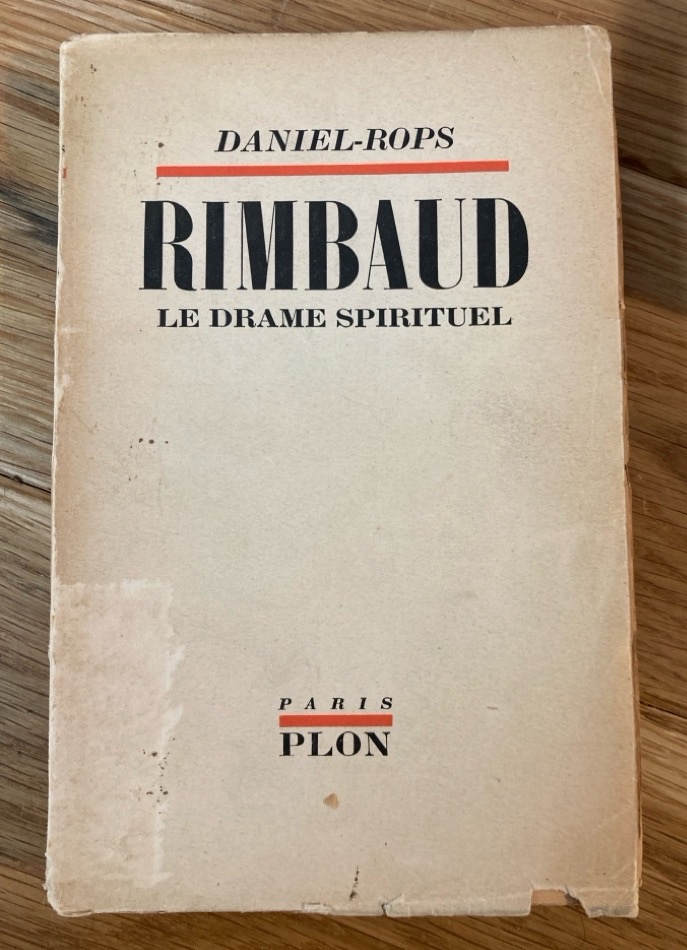 DANIEL-ROPS
RIMBAUD
LE DRAME SPIRITUEL
PARIS
PLON